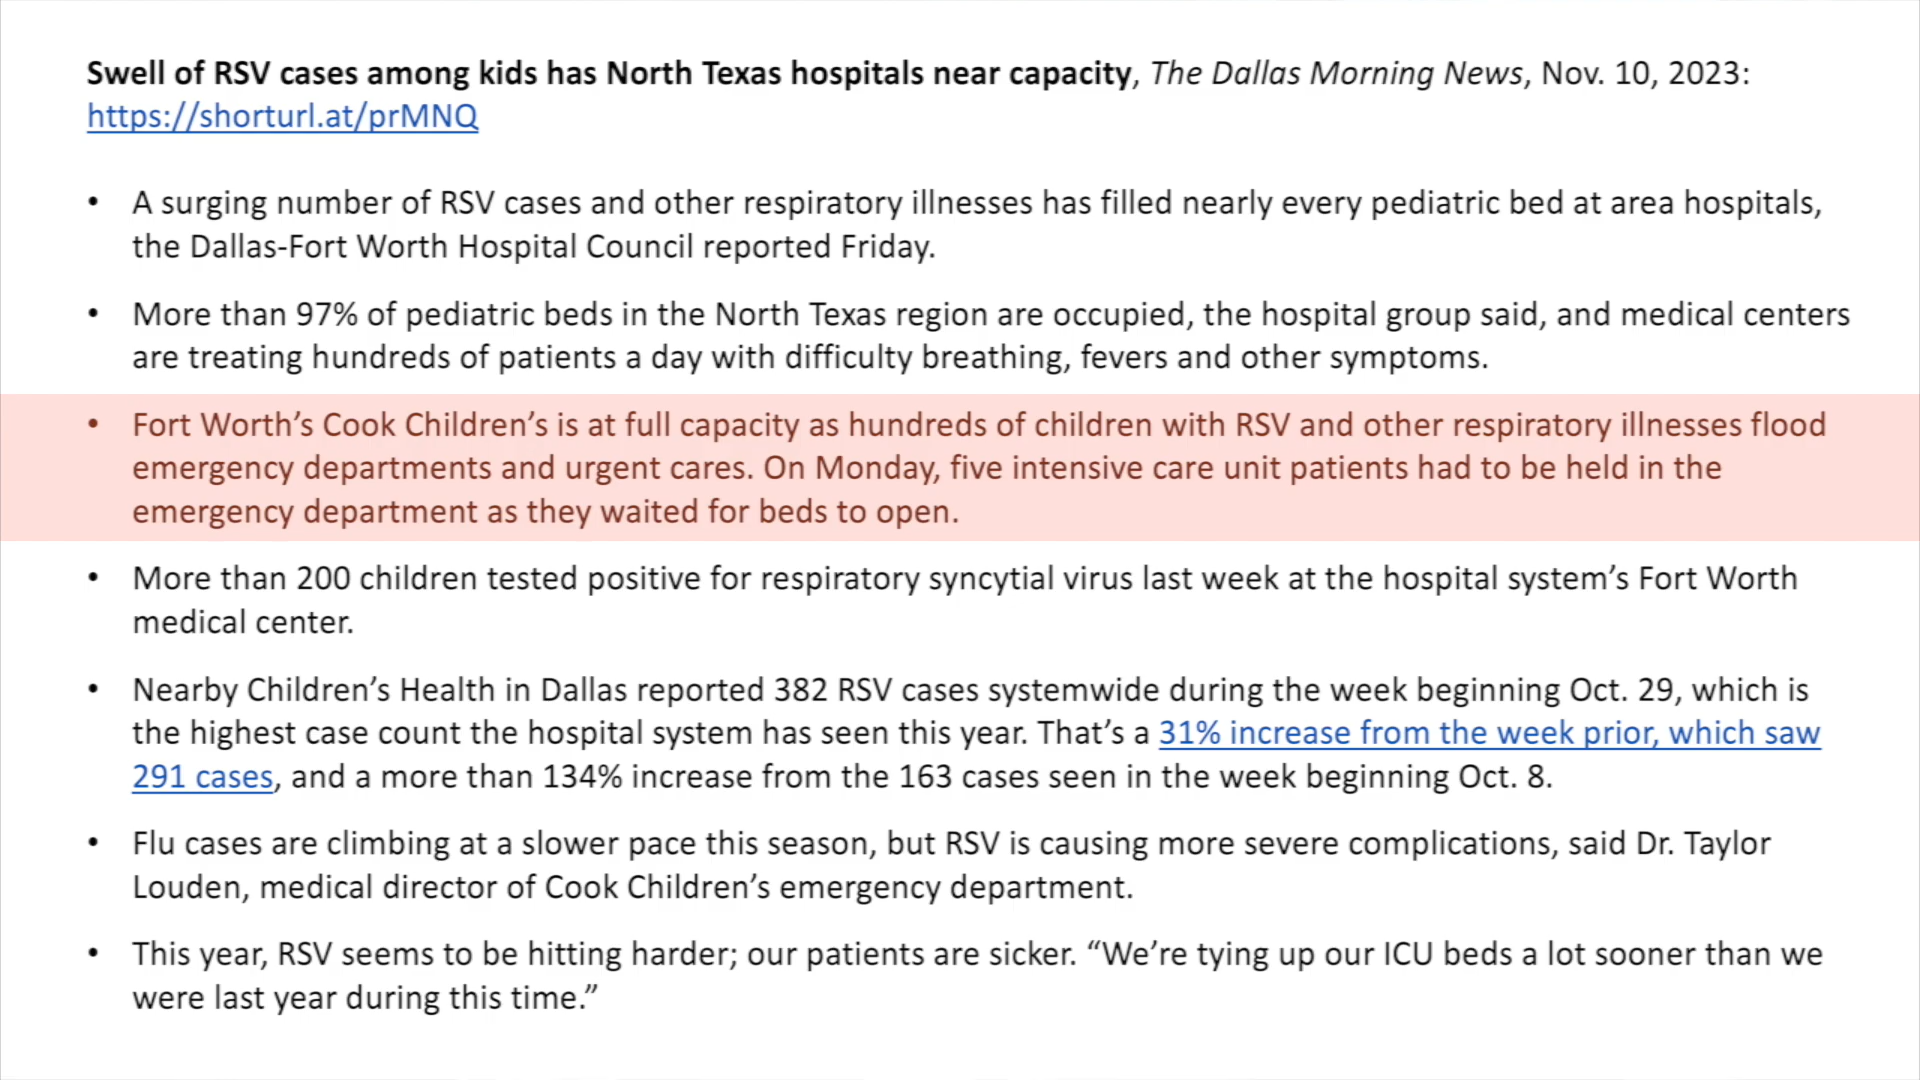 Swell of RSV cases among kids has North Texas hospitals near capacity, The Dallas Morning News, Nov. 10, 2023:
https://shorturl.at/prMNQ
• A surging number of RSV cases and other respiratory illnesses has filled nearly every pediatric bed at area hospitals,
the Dallas-Fort Worth Hospital Council reported Friday.
• More than 97% of pediatric beds in the North Texas region are occupied, the hospital group said, and medical centers
are treating hundreds of patients a day with difficulty breathing, fevers and other symptoms.
• Fort Worth’s Cook Children’s is at full capacity as hundreds of children with RSV and other respiratory illnesses flood
emergency departments and urgent cares. On Monday, five intensive care unit patients had to be held in the
emergency department as they waited for beds to open.
• More than 200 children tested positive for respiratory syncytial virus last week at the hospital system’s Fort Worth
medical center.
• Nearby Children’s Health in Dallas reported 382 RSV cases systemwide during the week beginning Oct. 29, which is
the highest case count the hospital system has seen this year. That’s a 31% increase from the week prior, which saw
291 cases, and a more than 134% increase from the 163 cases seen in the week beginning Oct. 8.
• Flu cases are climbing at a slower pace this season, but RSV is causing more severe complications, said Dr. Taylor
Louden, medical director of Cook Children’s emergency department.
• This year, RSV seems to be hitting harder; our patients are sicker. “We’re tying up our ICU beds a lot sooner than we
were last year during this time.”